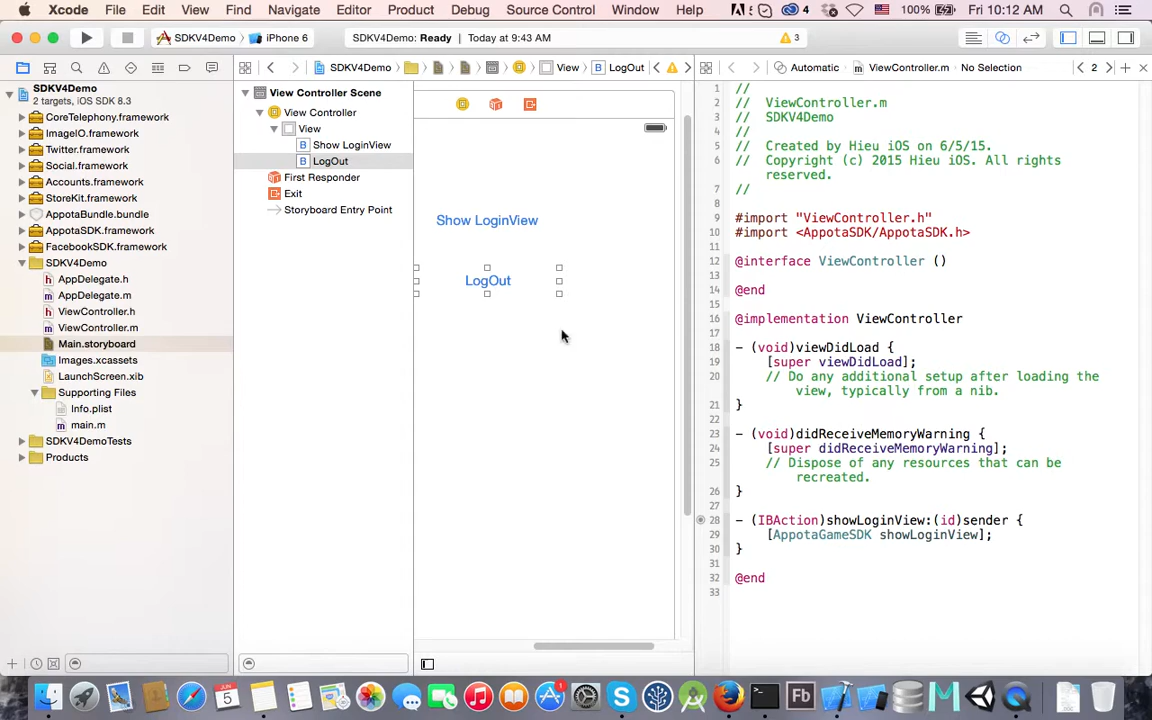 Xcode File Edit View Find Navigate Editor Product Debug Source Control Window Help 4 100% Fri 10:12 AM
SDKV4Demo iPhone 6 SDKV4Demo: Ready Today at 9:43 AM 3
SDKV4Demo View LogOut Automatic ViewController.m No Selection 2
SDKV4Demo
2 targets, iOS SDK 8.3
CoreTelephony.framework
ImageIO.framework
Twitter.framework
Social.framework
Accounts.framework
StoreKit.framework
AppotaBundle.bundle
AppotaSDK.framework
FacebookSDK.framework
SDKV4Demo
h AppDelegate.h
m AppDelegate.m
h ViewController.h
m ViewController.m
Main.storyboard
Images.xcassets
LaunchScreen.xib
Supporting Files
Info.plist
m main.m
SDKV4DemoTests
Products
View Controller Scene
View Controller
View
B Show LoginView
B LogOut
First Responder
Exit
Storyboard Entry Point
Show LoginView
LogOut
1 //
2 // ViewController.m
3 // SDKV4Demo
4 //
5 // Created by Hieu iOS on 6/5/15.
6 // Copyright (c) 2015 Hieu iOS. All rights
reserved.
7 //
8
9 #import "ViewController.h"
10 #import <AppotaSDK/AppotaSDK.h>
11
12 @interface ViewController ()
13
14 @end
15
16 @implementation ViewController
17
18 - (void)viewDidLoad {
19 [super viewDidLoad];
20 // Do any additional setup after loading the
view, typically from a nib.
21 }
22
23 - (void)didReceiveMemoryWarning {
24 [super didReceiveMemoryWarning];
25 // Dispose of any resources that can be
recreated.
26 }
27
28 - (IBAction)showLoginView:(id)sender {
29 [AppotaGameSDK showLoginView];
30 }
31
32 @end
33
JUN
5
1
Fb